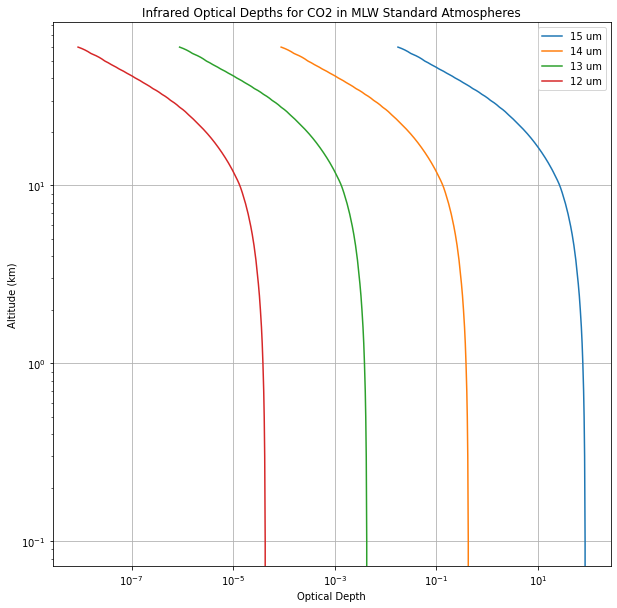 Infrared Optical Depths for CO2 in MLW Standard Atmospheres
15 um
14 um
13 um
12 um
10^1
10^0
10^-1
Altitude (km)
10^-7
10^-5
10^-3
10^-1
10^1
Optical Depth